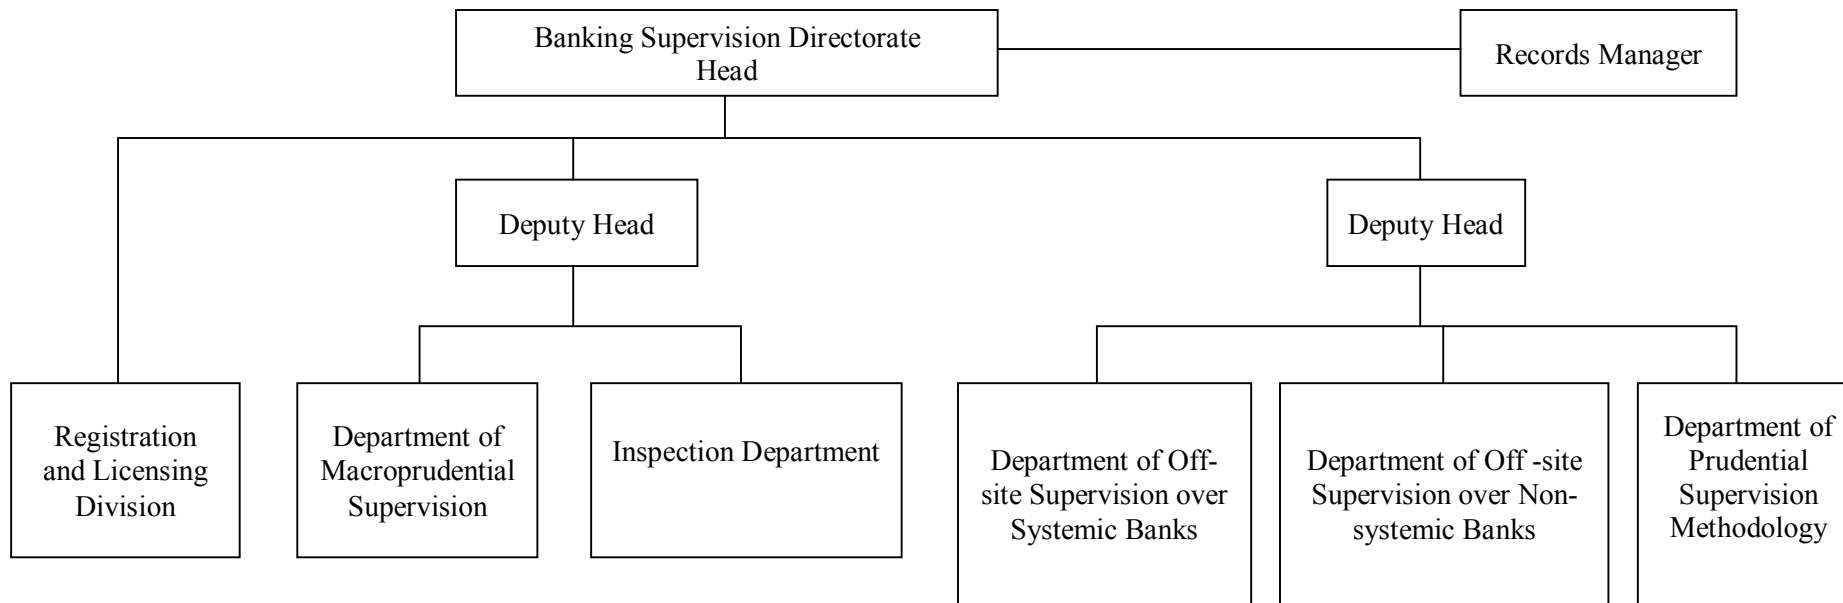 Banking Supervision Directorate
Head
Records Manager
Deputy Head
Deputy Head
Registration
and Licensing
Division
Department of
Macroprudential
Supervision
Inspection Department
Department of Off-
site Supervision over
Systemic Banks
Department of Off -site
Supervision over Non-
systemic Banks
Department of
Prudential
Supervision
Methodology